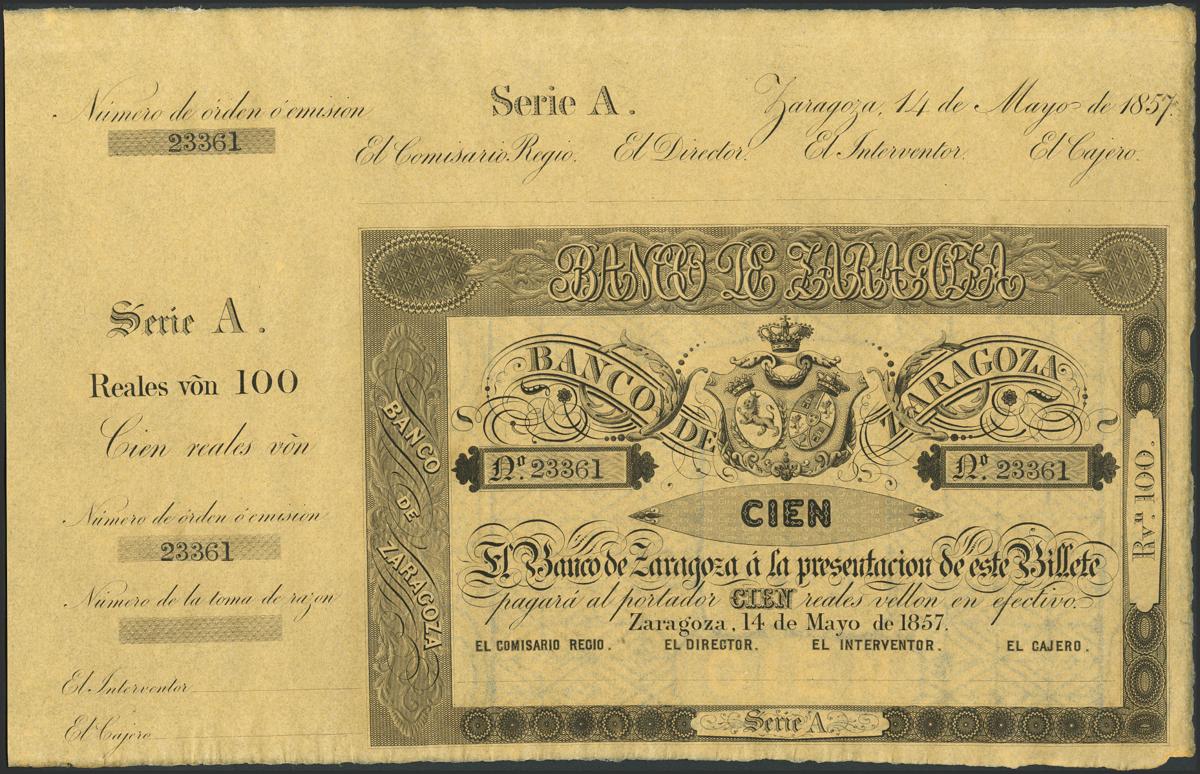 Número de órden ó emision
23361
Serie A.
Zaragoza, 14 de Mayo de 1857.
El Comisario Regio. El Director. El Interventor. El Cajero.
Serie A.
Reales vôn 100
Cien reales vôn
Número de órden ó emision
23361
Número de la toma de razon
El Interventor
El Cajero
BANCO DE ZARAGOZA
BANCO DE ZARAGOZA
BANCO DE ZARAGOZA
Nº. 23361
Nº. 23361
CIEN
El Banco de Zaragoza á la presentacion de este Billete
pagará al portador CIEN reales vellon en efectivo.
Zaragoza, 14 de Mayo de 1857.
EL COMISARIO REGIO. EL DIRECTOR. EL INTERVENTOR. EL CAJERO.
Rvⁿ 100.
Serie A.